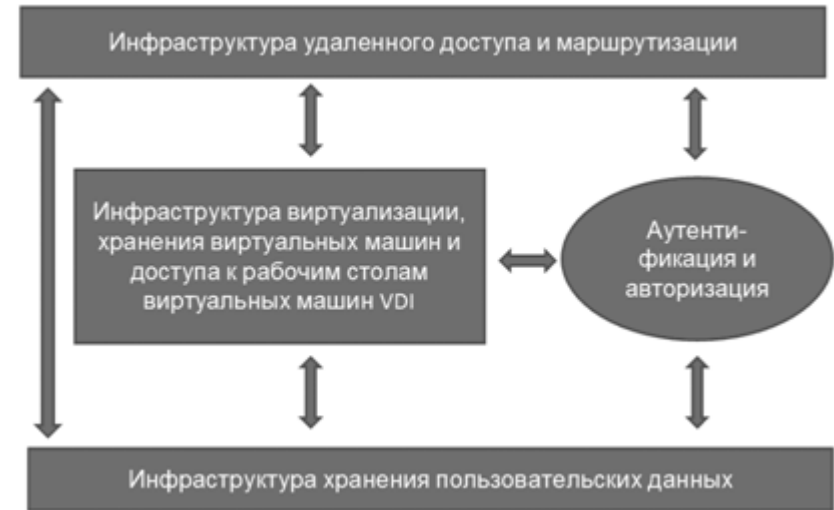 Инфраструктура удаленного доступа и маршрутизации
Инфраструктура виртуализации,
хранения виртуальных машин и
доступа к рабочим столам
виртуальных машин VDI
Аутенти-
фикация и
авторизация
Инфраструктура хранения пользовательских данных